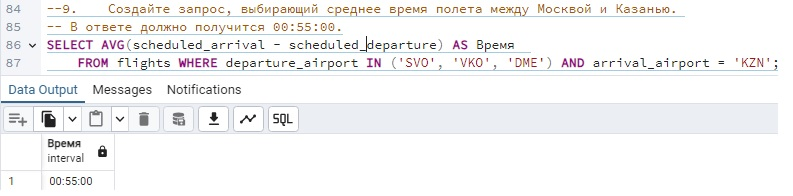 84 --9. Создайте запрос, выбирающий среднее время полета между Москвой и Казанью.
85 -- В ответе должно получится 00:55:00.
86 SELECT AVG(scheduled_arrival - scheduled_departure) AS Время
87 FROM flights WHERE departure_airport IN ('SVO', 'VKO', 'DME') AND arrival_airport = 'KZN';
Data Output Messages Notifications
SQL
Время
interval
1 00:55:00